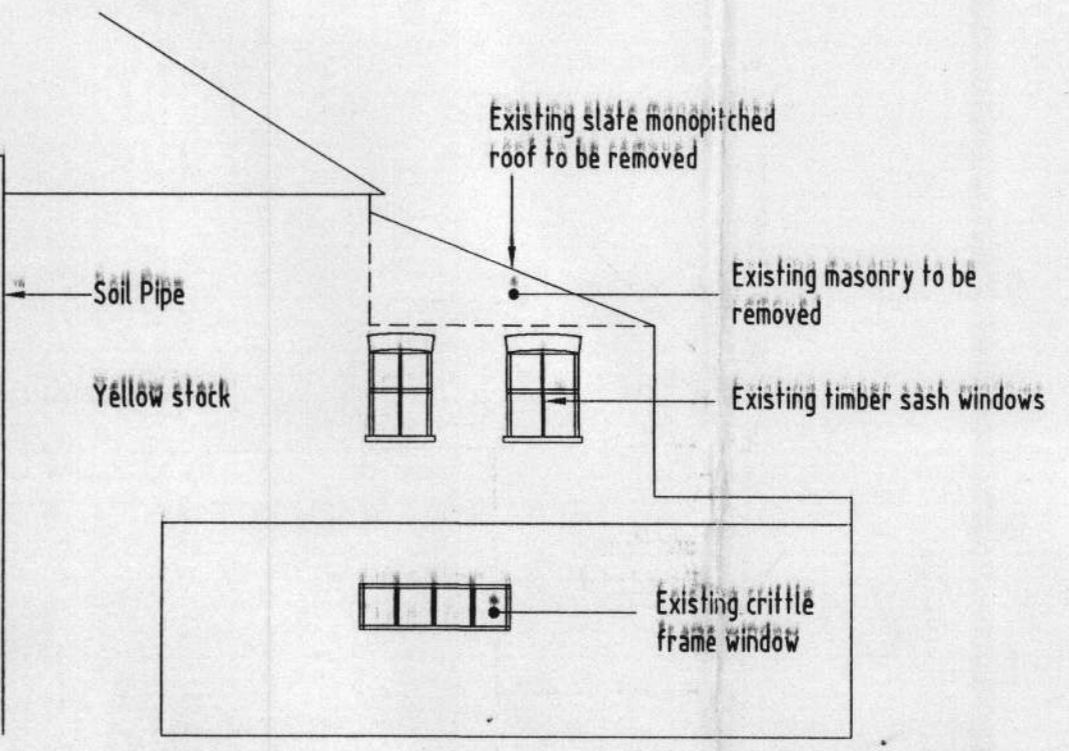 Existing slate monopitched
roof to be removed
Soil Pipe
Existing masonry to be
removed
Yellow stock
Existing timber sash windows
Existing crittle
frame window